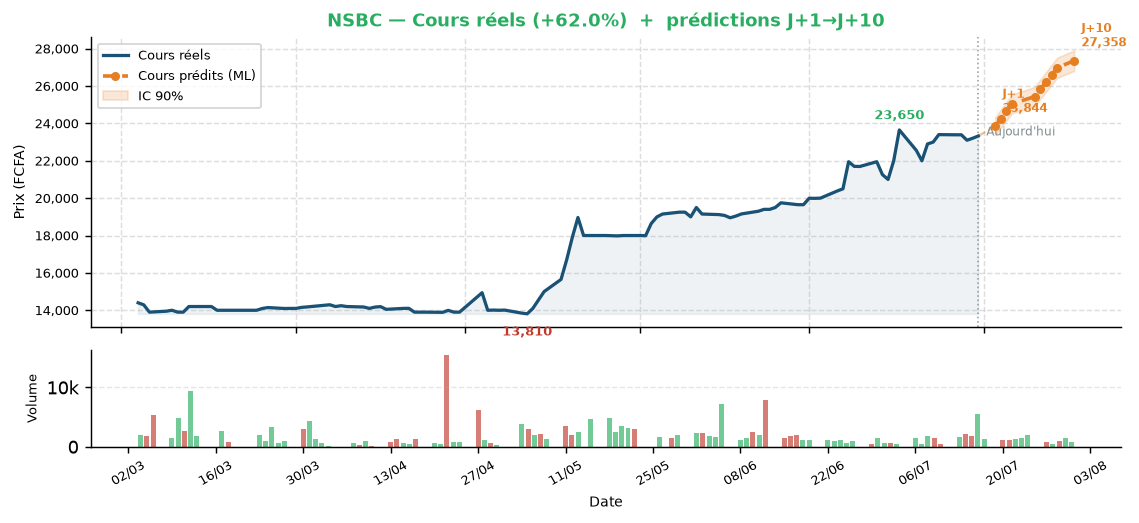 NSBC — Cours réels (+62.0%) + prédictions J+1→J+10
Cours réels
Cours prédits (ML)
IC 90%
J+10
27,358
J+1
23,844
Aujourd'hui
23,650
13,810
Prix (FCFA)
28,000
26,000
24,000
22,000
20,000
18,000
16,000
14,000
Volume
10k
0
02/03
16/03
30/03
13/04
27/04
11/05
25/05
08/06
22/06
06/07
20/07
03/08
Date